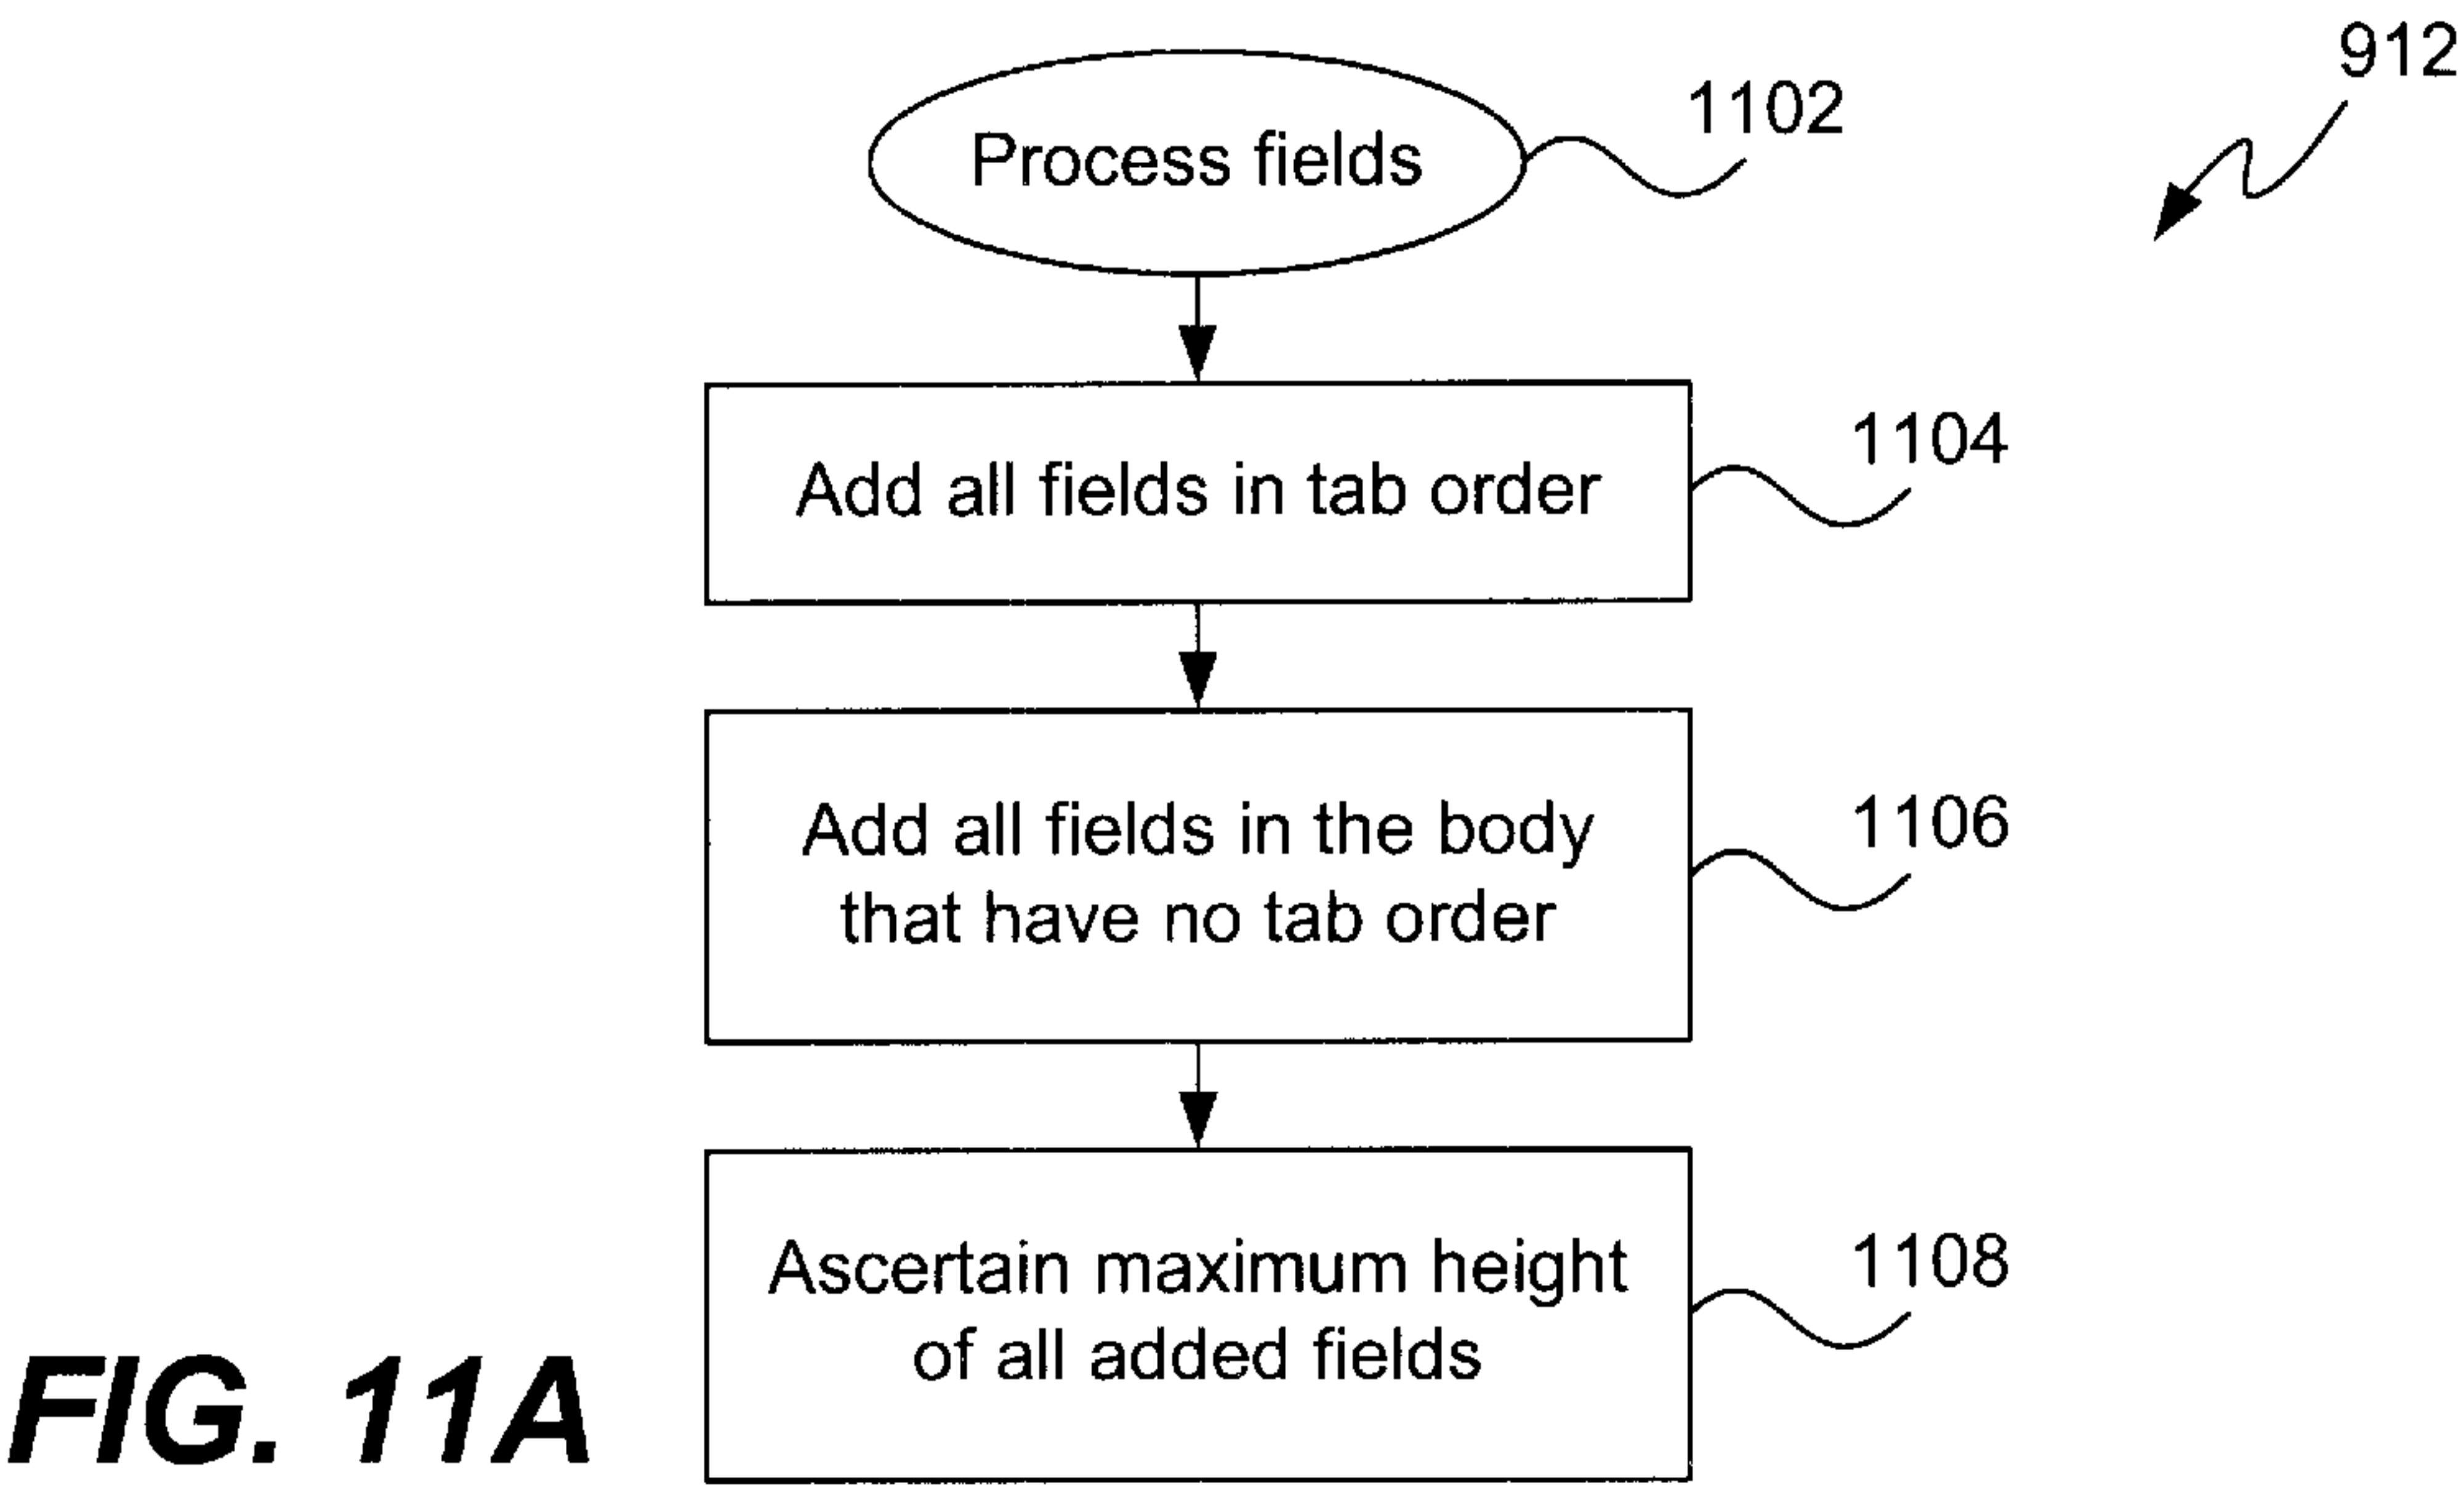 912
Process fields
1102
Add all fields in tab order
1104
Add all fields in the body
that have no tab order
1106
Ascertain maximum height
of all added fields
1108
FIG. 11A